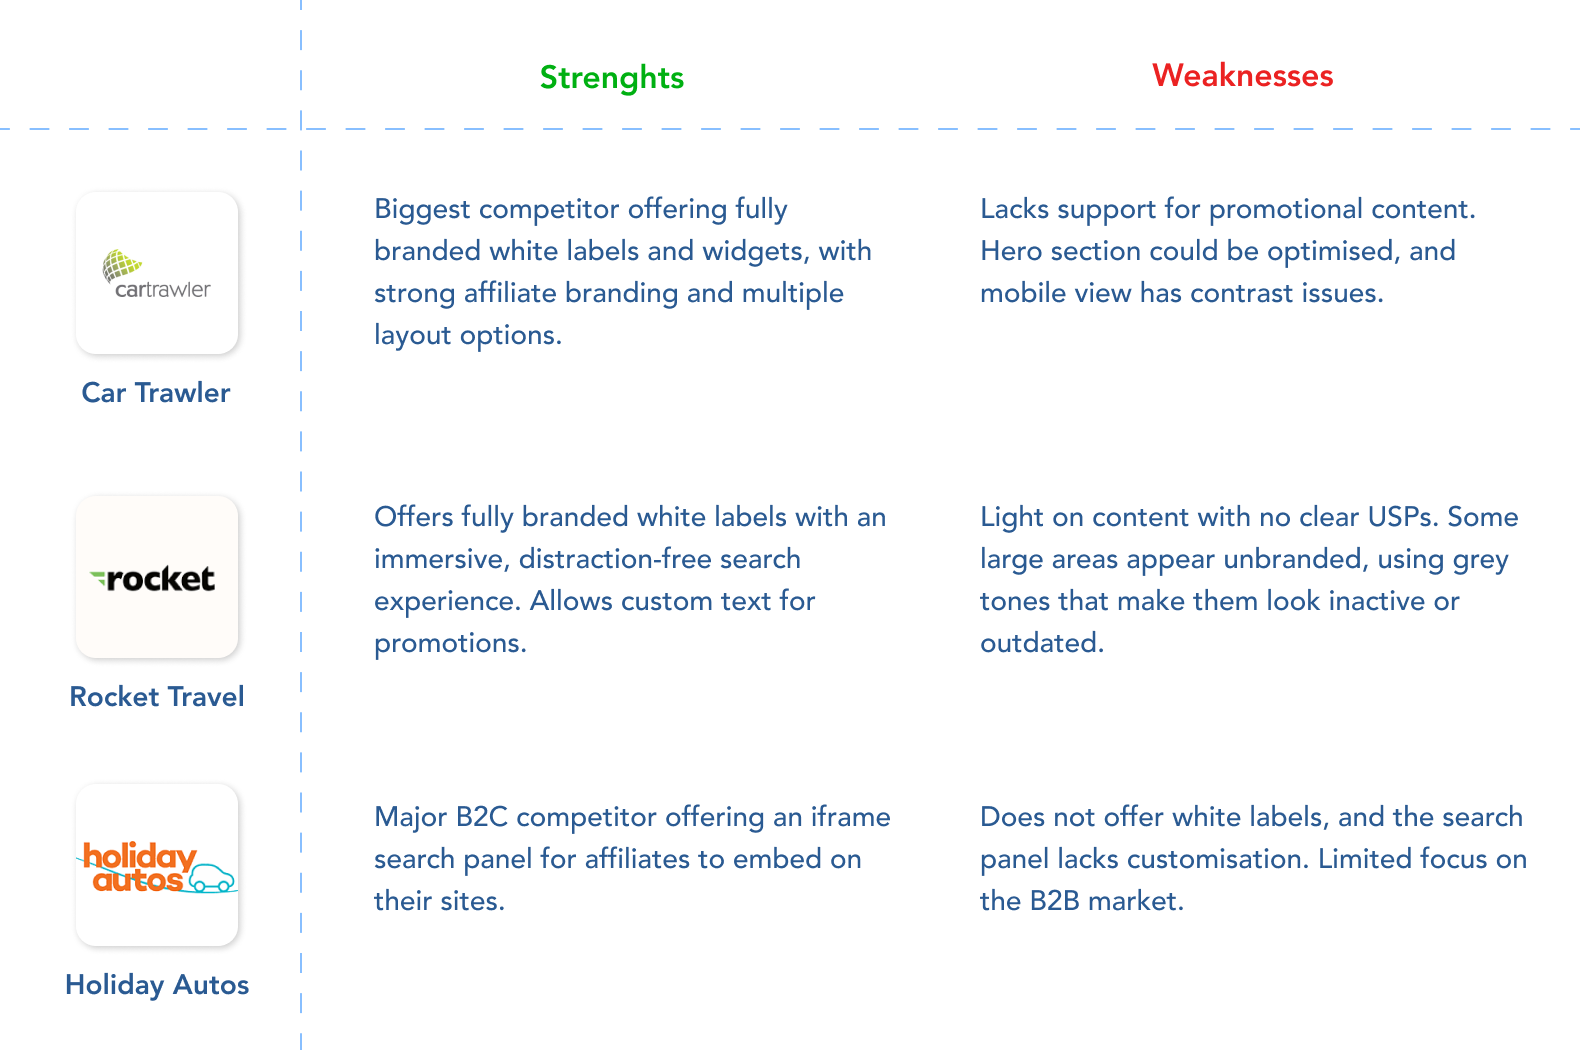 Strenghts
Weaknesses
cartrawler
Car Trawler
Biggest competitor offering fully
branded white labels and widgets, with
strong affiliate branding and multiple
layout options.
Lacks support for promotional content.
Hero section could be optimised, and
mobile view has contrast issues.
rocket
Rocket Travel
Offers fully branded white labels with an
immersive, distraction-free search
experience. Allows custom text for
promotions.
Light on content with no clear USPs. Some
large areas appear unbranded, using grey
tones that make them look inactive or
outdated.
holiday
autos
Holiday Autos
Major B2C competitor offering an iframe
search panel for affiliates to embed on
their sites.
Does not offer white labels, and the search
panel lacks customisation. Limited focus on
the B2B market.